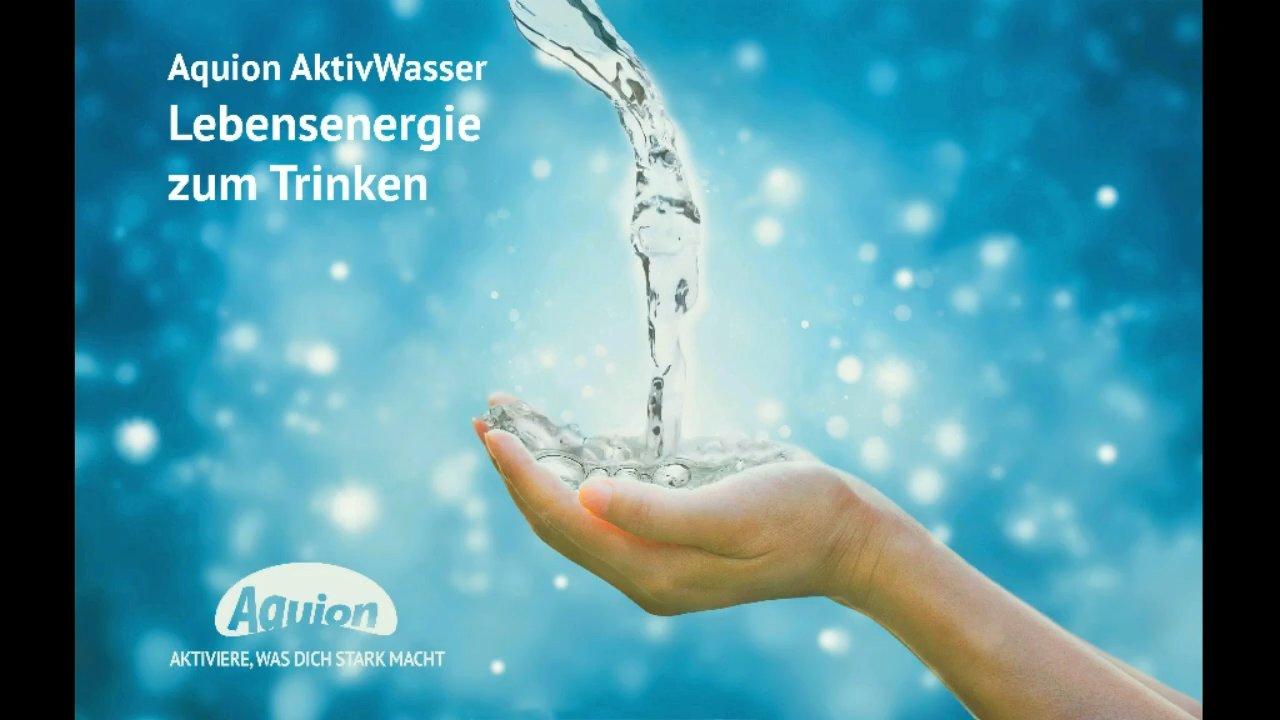 Aquion AktivWasser
Lebensenergie
zum Trinken
Aquion
AKTIVIERE, WAS DICH STARK MACHT